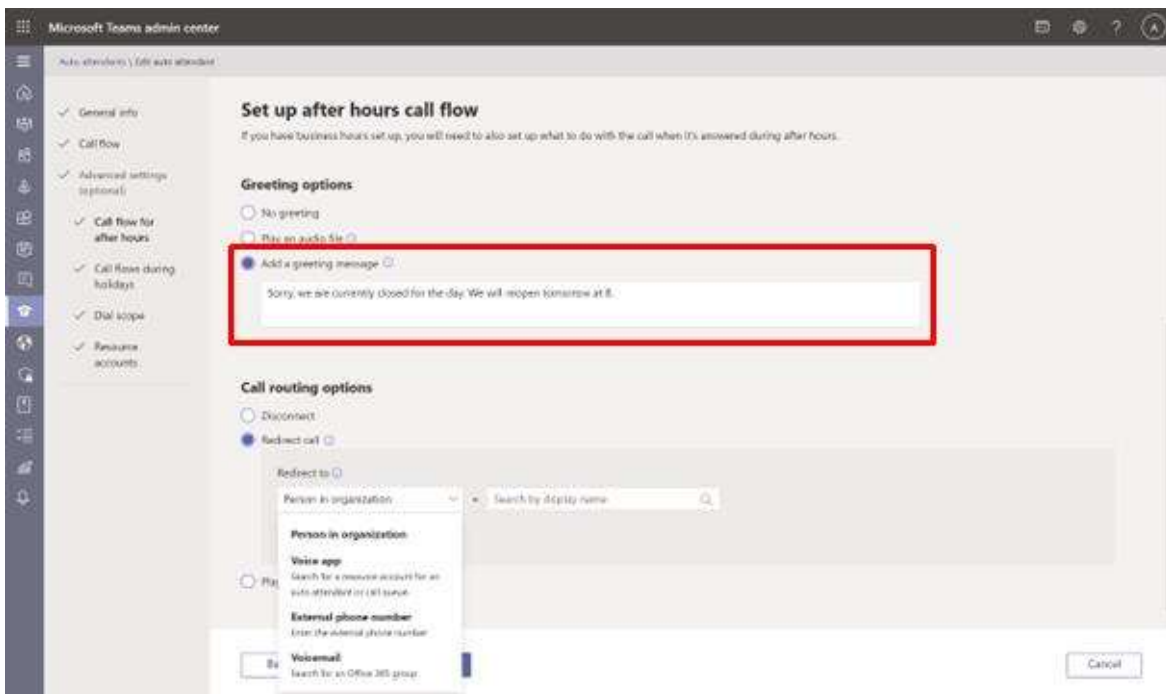 Microsoft Teams admin center
?
A
Auto attendants \ Edit auto attendant
General info
Call flow
Advanced settings
(optional)
Call flow for
after hours
Call flows during
holidays
Dial scope
Resource
accounts
Set up after hours call flow
If you have business hours set up, you will need to also set up what to do with the call when it's answered during after hours.
Greeting options
No greeting
Play an audio file
Add a greeting message
Sorry, we are currently closed for the day. We will reopen tomorrow at 8.
Call routing options
Disconnect
Redirect call
Redirect to
Person in organization
Search by display name
Person in organization
Voice app
Search for a resource account for an
auto attendant or call queue
External phone number
Enter the external phone number
Voicemail
Search for an Office 365 group
Cancel